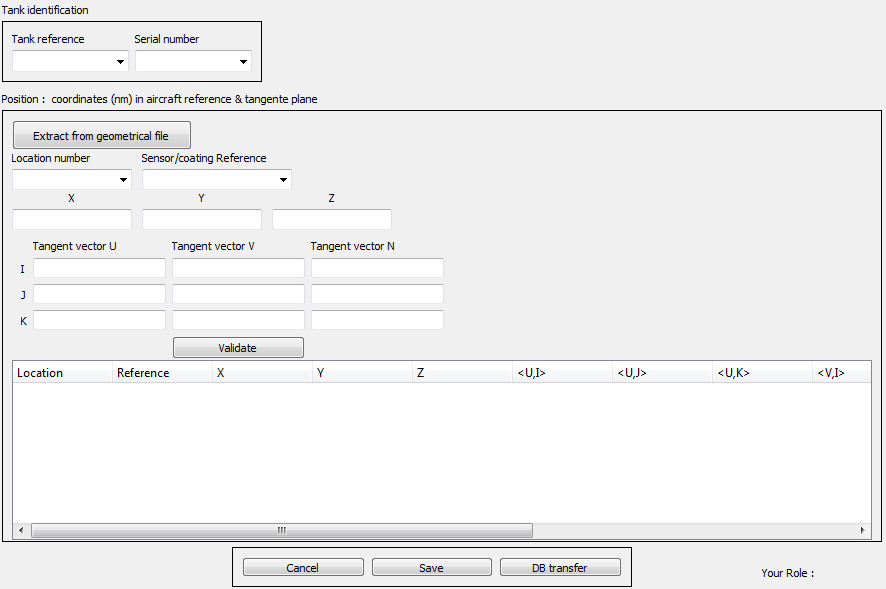 Tank identification
Tank reference Serial number
Position : coordinates (nm) in aircraft reference & tangente plane
Extract from geometrical file
Location number Sensor/coating Reference
X Y Z
Tangent vector U Tangent vector V Tangent vector N
I
J
K
Validate
Location Reference X Y Z <U,I> <U,J> <U,K> <V,I>
Cancel Save DB transfer
Your Role :